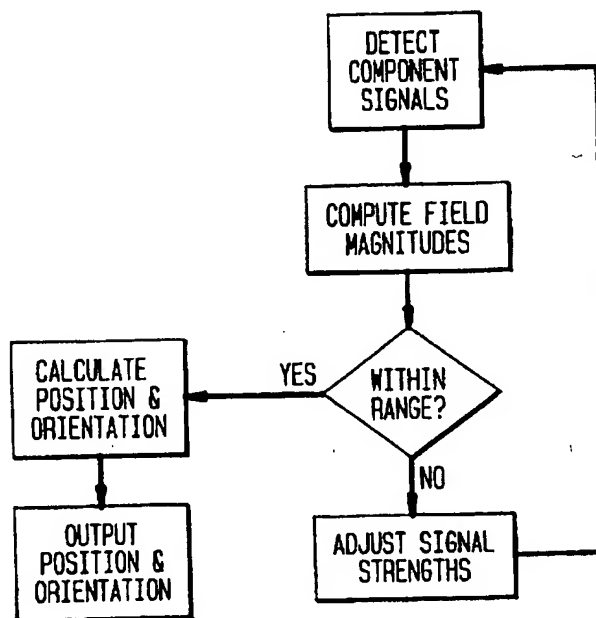 DETECT
COMPONENT
SIGNALS
COMPUTE FIELD
MAGNITUDES
WITHIN
RANGE?
YES
NO
CALCULATE
POSITION &
ORIENTATION
OUTPUT
POSITION &
ORIENTATION
ADJUST SIGNAL
STRENGTHS